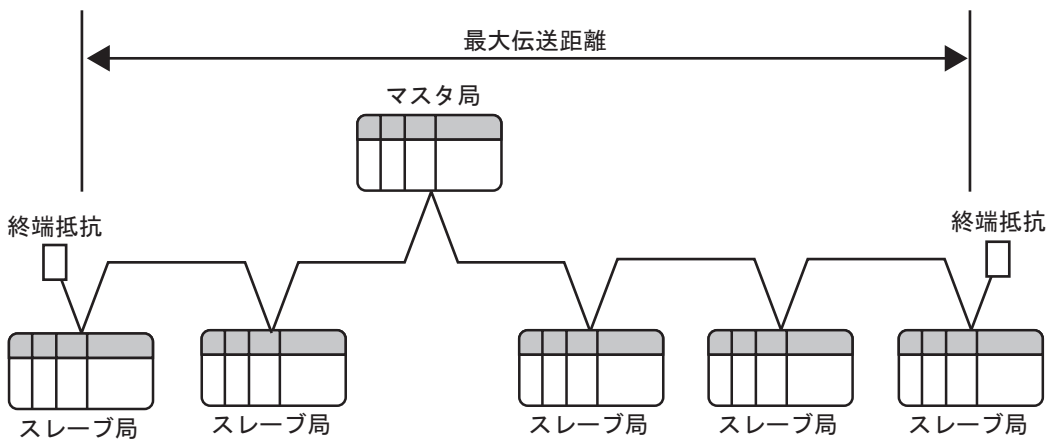 最大伝送距離
マスタ局
終端抵抗
終端抵抗
スレーブ局
スレーブ局
スレーブ局
スレーブ局
スレーブ局